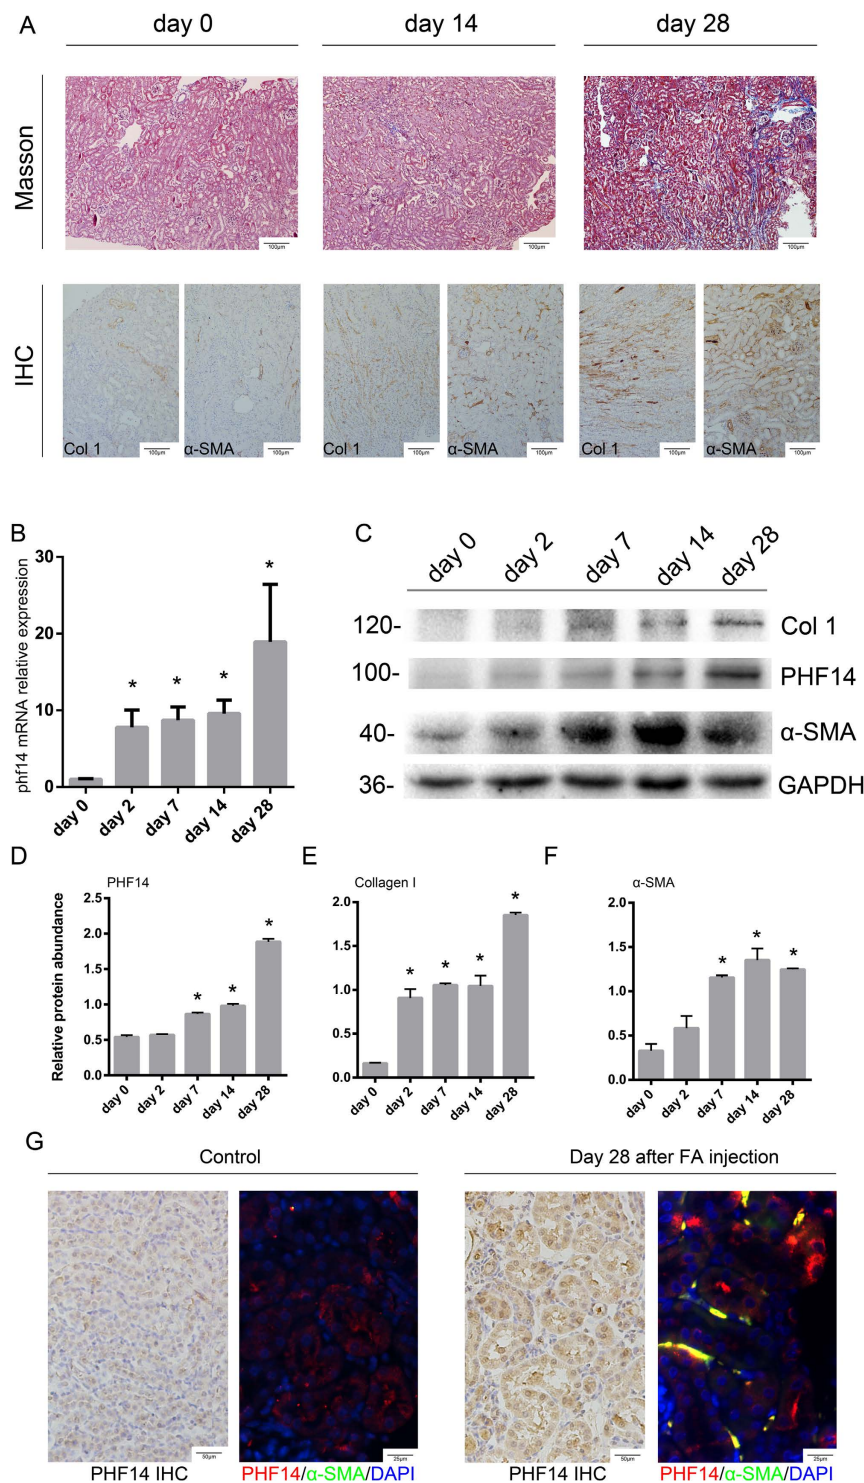 A
day 0
day 14
day 28
Masson
100μm
100μm
100μm
IHC
Col 1
100μm
α-SMA
100μm
Col 1
100μm
α-SMA
100μm
Col 1
100μm
α-SMA
100μm
B
phf14 mRNA relative expression
30
20
10
0
*
*
*
*
day 0
day 2
day 7
day 14
day 28
C
day 0
day 2
day 7
day 14
day 28
120-
Col 1
100-
PHF14
40-
α-SMA
36-
GAPDH
D
PHF14
Relative protein abundance
2.5
2.0
1.5
1.0
0.5
0.0
*
*
*
day 0
day 2
day 7
day 14
day 28
E
Collagen I
2.0
1.5
1.0
0.5
0.0
*
*
*
*
day 0
day 2
day 7
day 14
day 28
F
α-SMA
2.0
1.5
1.0
0.5
0.0
*
*
*
day 0
day 2
day 7
day 14
day 28
G
Control
Day 28 after FA injection
50μm
25μm
50μm
25μm
PHF14 IHC
PHF14/α-SMA/DAPI
PHF14 IHC
PHF14/α-SMA/DAPI